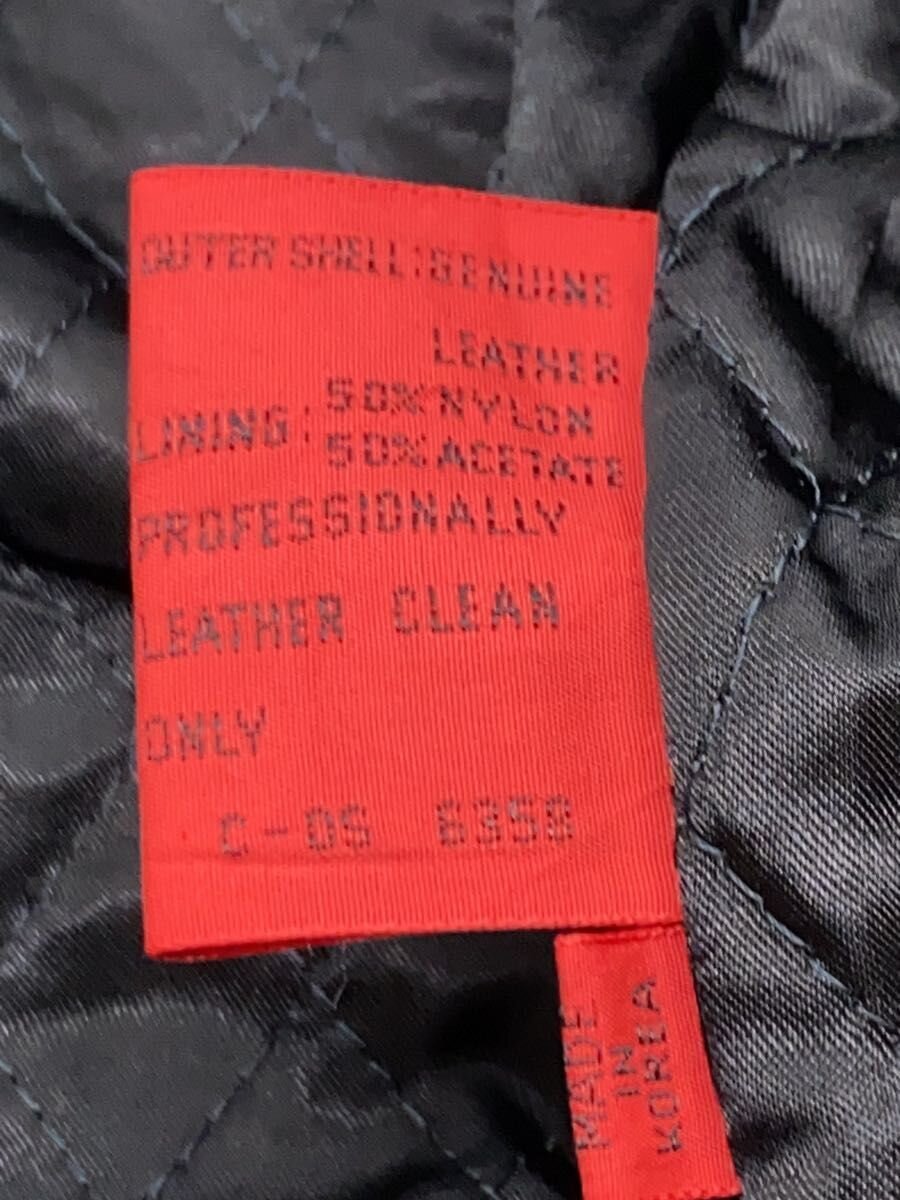 OUTER SHELL:GENUINE
LEATHER
LINING: 50% NYLON
50% ACETATE
PROFESSIONALLY
LEATHER CLEAN
ONLY
C-05 6358
MADE
IN
KOREA